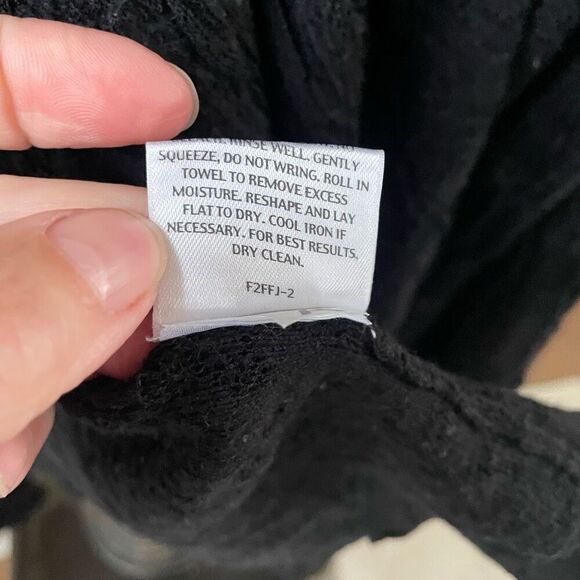 RINSE WELL. GENTLY
SQUEEZE, DO NOT WRING. ROLL IN
TOWEL TO REMOVE EXCESS
MOISTURE. RESHAPE AND LAY
FLAT TO DRY. COOL IRON IF
NECESSARY. FOR BEST RESULTS,
DRY CLEAN.
F2FFJ-2